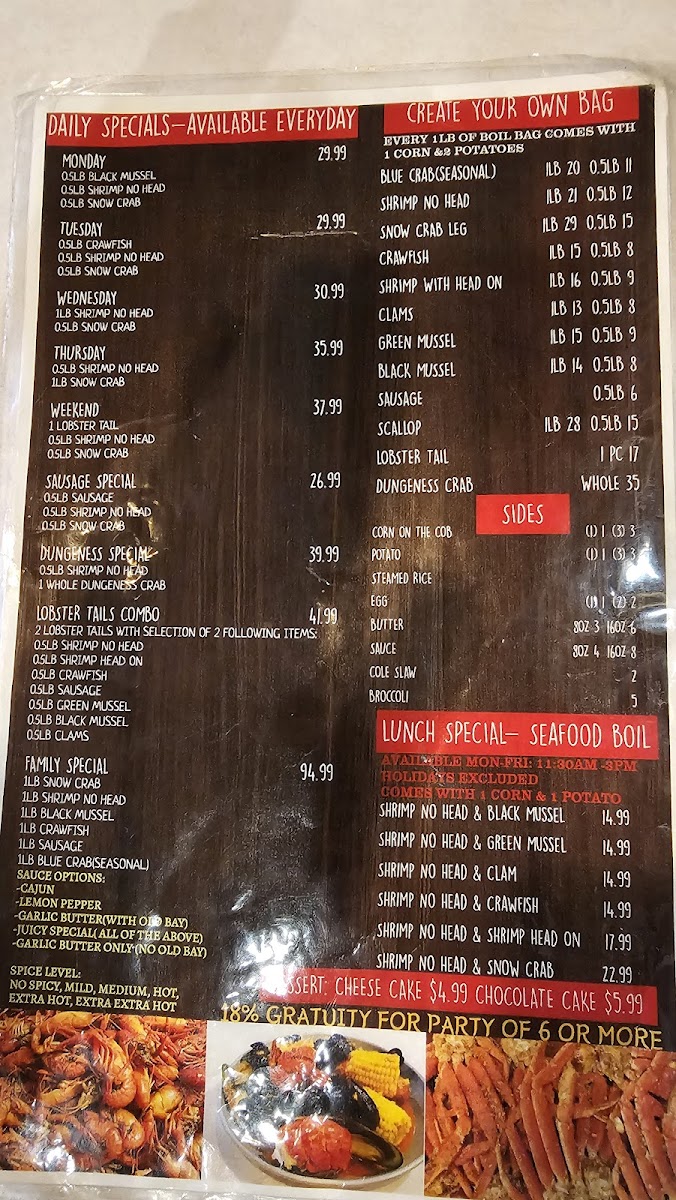 DAILY SPECIALS-AVAILABLE EVERYDAY
MONDAY 29.99
0.5LB BLACK MUSSEL
0.5LB SHRIMP NO HEAD
0.5LB SNOW CRAB
TUESDAY 29.99
0.5LB CRAWFISH
0.5LB SHRIMP NO HEAD
0.5LB SNOW CRAB
WEDNESDAY 30.99
1LB SHRIMP NO HEAD
0.5LB SNOW CRAB
THURSDAY 35.99
0.5LB SHRIMP NO HEAD
1LB SNOW CRAB
WEEKEND 37.99
1 LOBSTER TAIL
0.5LB SHRIMP NO HEAD
0.5LB SNOW CRAB
SAUSAGE SPECIAL 26.99
0.5LB SAUSAGE
0.5LB SHRIMP NO HEAD
0.5LB SNOW CRAB
DUNGENESS SPECIAL 39.99
0.5LB SHRIMP NO HEAD
1 WHOLE DUNGENESS CRAB
LOBSTER TAILS COMBO 41.99
2 LOBSTER TAILS WITH SELECTION OF 2 FOLLOWING ITEMS:
0.5LB SHRIMP NO HEAD
0.5LB SHRIMP HEAD ON
0.5LB CRAWFISH
0.5LB SAUSAGE
0.5LB GREEN MUSSEL
0.5LB BLACK MUSSEL
0.5LB CLAMS
FAMILY SPECIAL 94.99
1LB SNOW CRAB
1LB SHRIMP NO HEAD
1LB BLACK MUSSEL
1LB CRAWFISH
1LB SAUSAGE
1LB BLUE CRAB(SEASONAL)
SAUCE OPTIONS:
-CAJUN
-LEMON PEPPER
-GARLIC BUTTER(WITH OLD BAY)
-JUICY SPECIAL( ALL OF THE ABOVE)
-GARLIC BUTTER ONLY (NO OLD BAY)
SPICE LEVEL:
NO SPICY, MILD, MEDIUM, HOT,
EXTRA HOT, EXTRA EXTRA HOT
CREATE YOUR OWN BAG
EVERY 1LB OF BOIL BAG COMES WITH
1 CORN &2 POTATOES
BLUE CRAB(SEASONAL) 1LB 20 0.5LB 11
SHRIMP NO HEAD 1LB 21 0.5LB 12
SNOW CRAB LEG 1LB 29 0.5LB 15
CRAWFISH 1LB 15 0.5LB 8
SHRIMP WITH HEAD ON 1LB 16 0.5LB 9
CLAMS 1LB 13 0.5LB 8
GREEN MUSSEL 1LB 15 0.5LB 9
BLACK MUSSEL 1LB 14 0.5LB 8
SAUSAGE 0.5LB 6
SCALLOP 1LB 28 0.5LB 15
LOBSTER TAIL 1 PC 17
DUNGENESS CRAB WHOLE 35
SIDES
CORN ON THE COB (1) 1 (3) 3
POTATO (1) 1 (3) 3
STEAMED RICE
EGG (1) 1 (2) 2
BUTTER 8OZ 3 16OZ 6
SAUCE 8OZ 4 16OZ 8
COLE SLAW 2
BROCCOLI 5
LUNCH SPECIAL- SEAFOOD BOIL
AVAILABLE MON-FRI: 11:30AM -3PM
HOLIDAYS EXCLUDED
COMES WITH 1 CORN & 1 POTATO
SHRIMP NO HEAD & BLACK MUSSEL 14.99
SHRIMP NO HEAD & GREEN MUSSEL 14.99
SHRIMP NO HEAD & CLAM 14.99
SHRIMP NO HEAD & CRAWFISH 14.99
SHRIMP NO HEAD & SHRIMP HEAD ON 17.99
SHRIMP NO HEAD & SNOW CRAB 22.99
DESSERT: CHEESE CAKE $4.99 CHOCOLATE CAKE $5.99
18% GRATUITY FOR PARTY OF 6 OR MORE